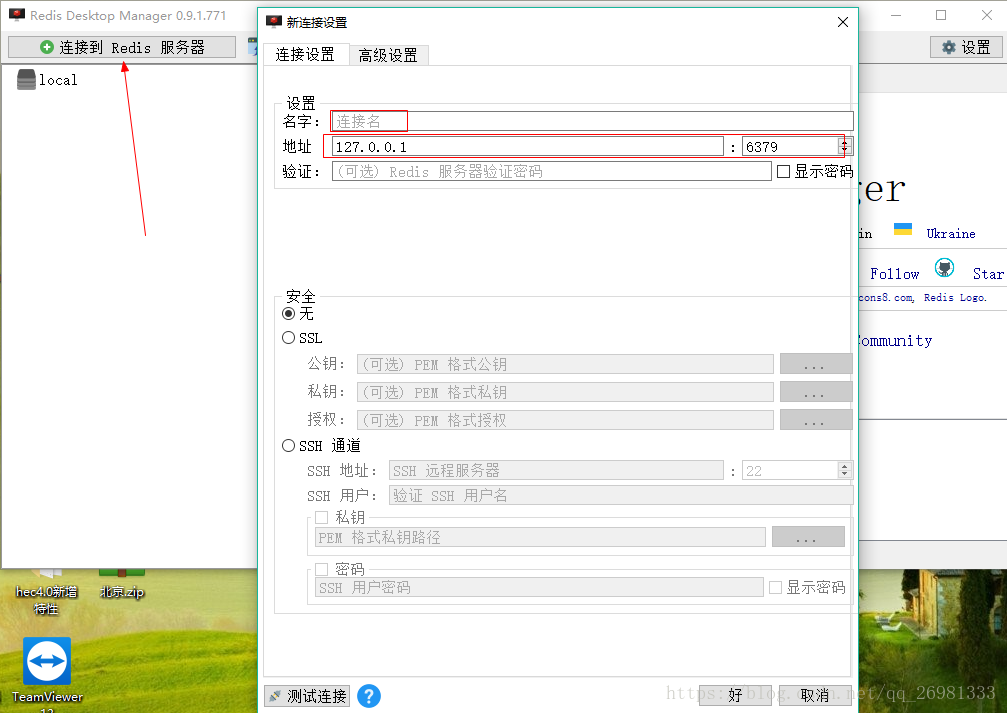 Redis Desktop Manager 0.9.1.771
连接到 Redis 服务器
设置
local
新连接设置
连接设置 高级设置
设置
名字: 连接名
地址 127.0.0.1 : 6379
验证: (可选) Redis 服务器验证密码 显示密码
安全
无
SSL
公钥: (可选) PEM 格式公钥 ...
私钥: (可选) PEM 格式私钥 ...
授权: (可选) PEM 格式授权 ...
SSH 通道
SSH 地址: SSH 远程服务器 : 22
SSH 用户: 验证 SSH 用户名
私钥
PEM 格式私钥路径 ...
密码
SSH 用户密码 显示密码
测试连接 ? 好 取消
ger
in Ukraine
Follow Star
cons8.com, Redis Logo.
Community
hec4.0新增
特性
北京.zip
TeamViewer
https://blog.csdn.net/qq_26981333